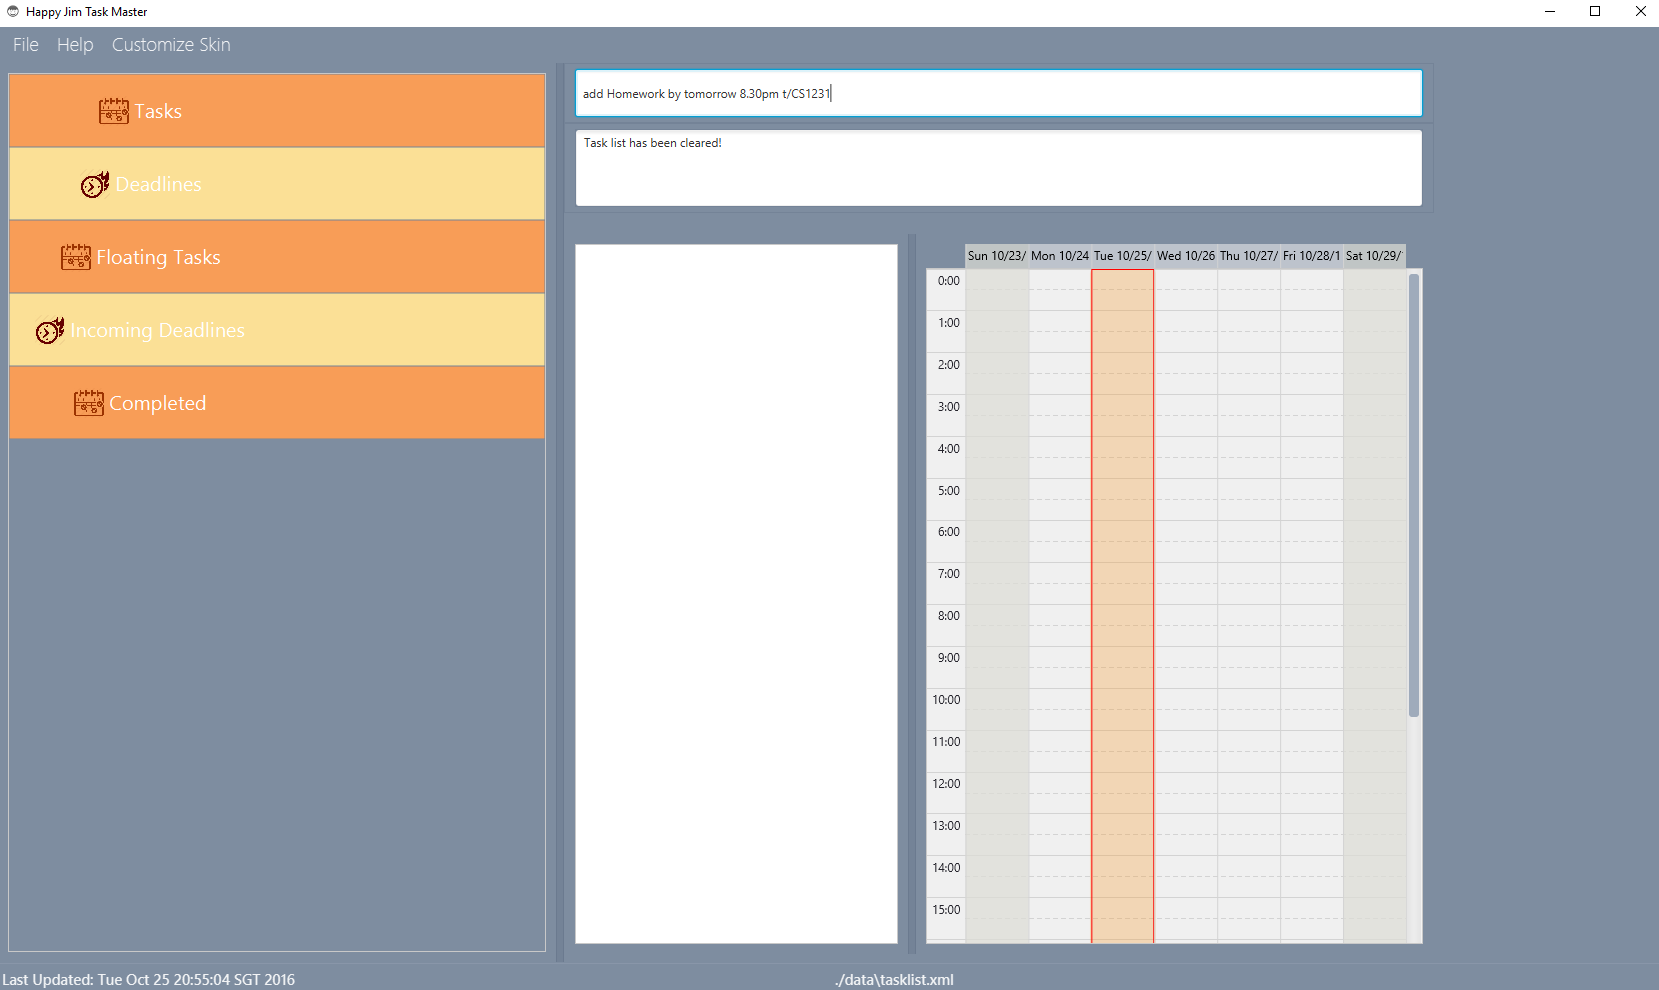 Happy Jim Task Master
File Help Customize Skin
Tasks
Deadlines
Floating Tasks
Incoming Deadlines
Completed
add Homework by tomorrow 8.30pm t/CS1231
Task list has been cleared!
Sun 10/23/ Mon 10/24 Tue 10/25/ Wed 10/26 Thu 10/27/ Fri 10/28/1 Sat 10/29/
0:00
1:00
2:00
3:00
4:00
5:00
6:00
7:00
8:00
9:00
10:00
11:00
12:00
13:00
14:00
15:00
Last Updated: Tue Oct 25 20:55:04 SGT 2016
./data\tasklist.xml